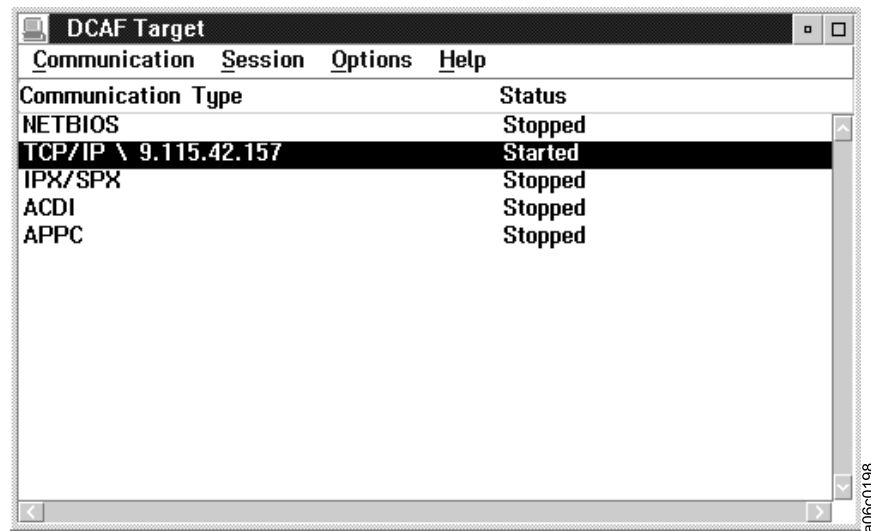 DCAF Target
Communication Session Options Help
Communication Type Status
NETBIOS Stopped
TCP/IP \ 9.115.42.157 Started
IPX/SPX Stopped
ACDI Stopped
APPC Stopped
a06c0198